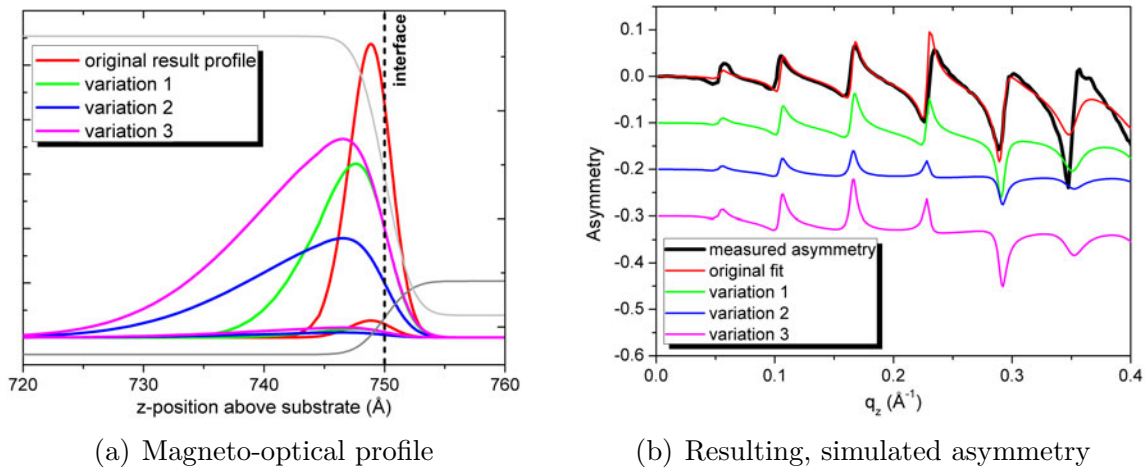 original result profile
variation 1
variation 2
variation 3
interface
720
730
740
750
760
z-position above substrate (Å)
(a) Magneto-optical profile
0.0
-0.1
-0.2
-0.3
-0.4
-0.5
-0.6
Asymmetry
measured asymmetry
original fit
variation 1
variation 2
variation 3
0.0
0.1
0.2
0.3
0.4
q_z (Å⁻¹)
(b) Resulting, simulated asymmetry